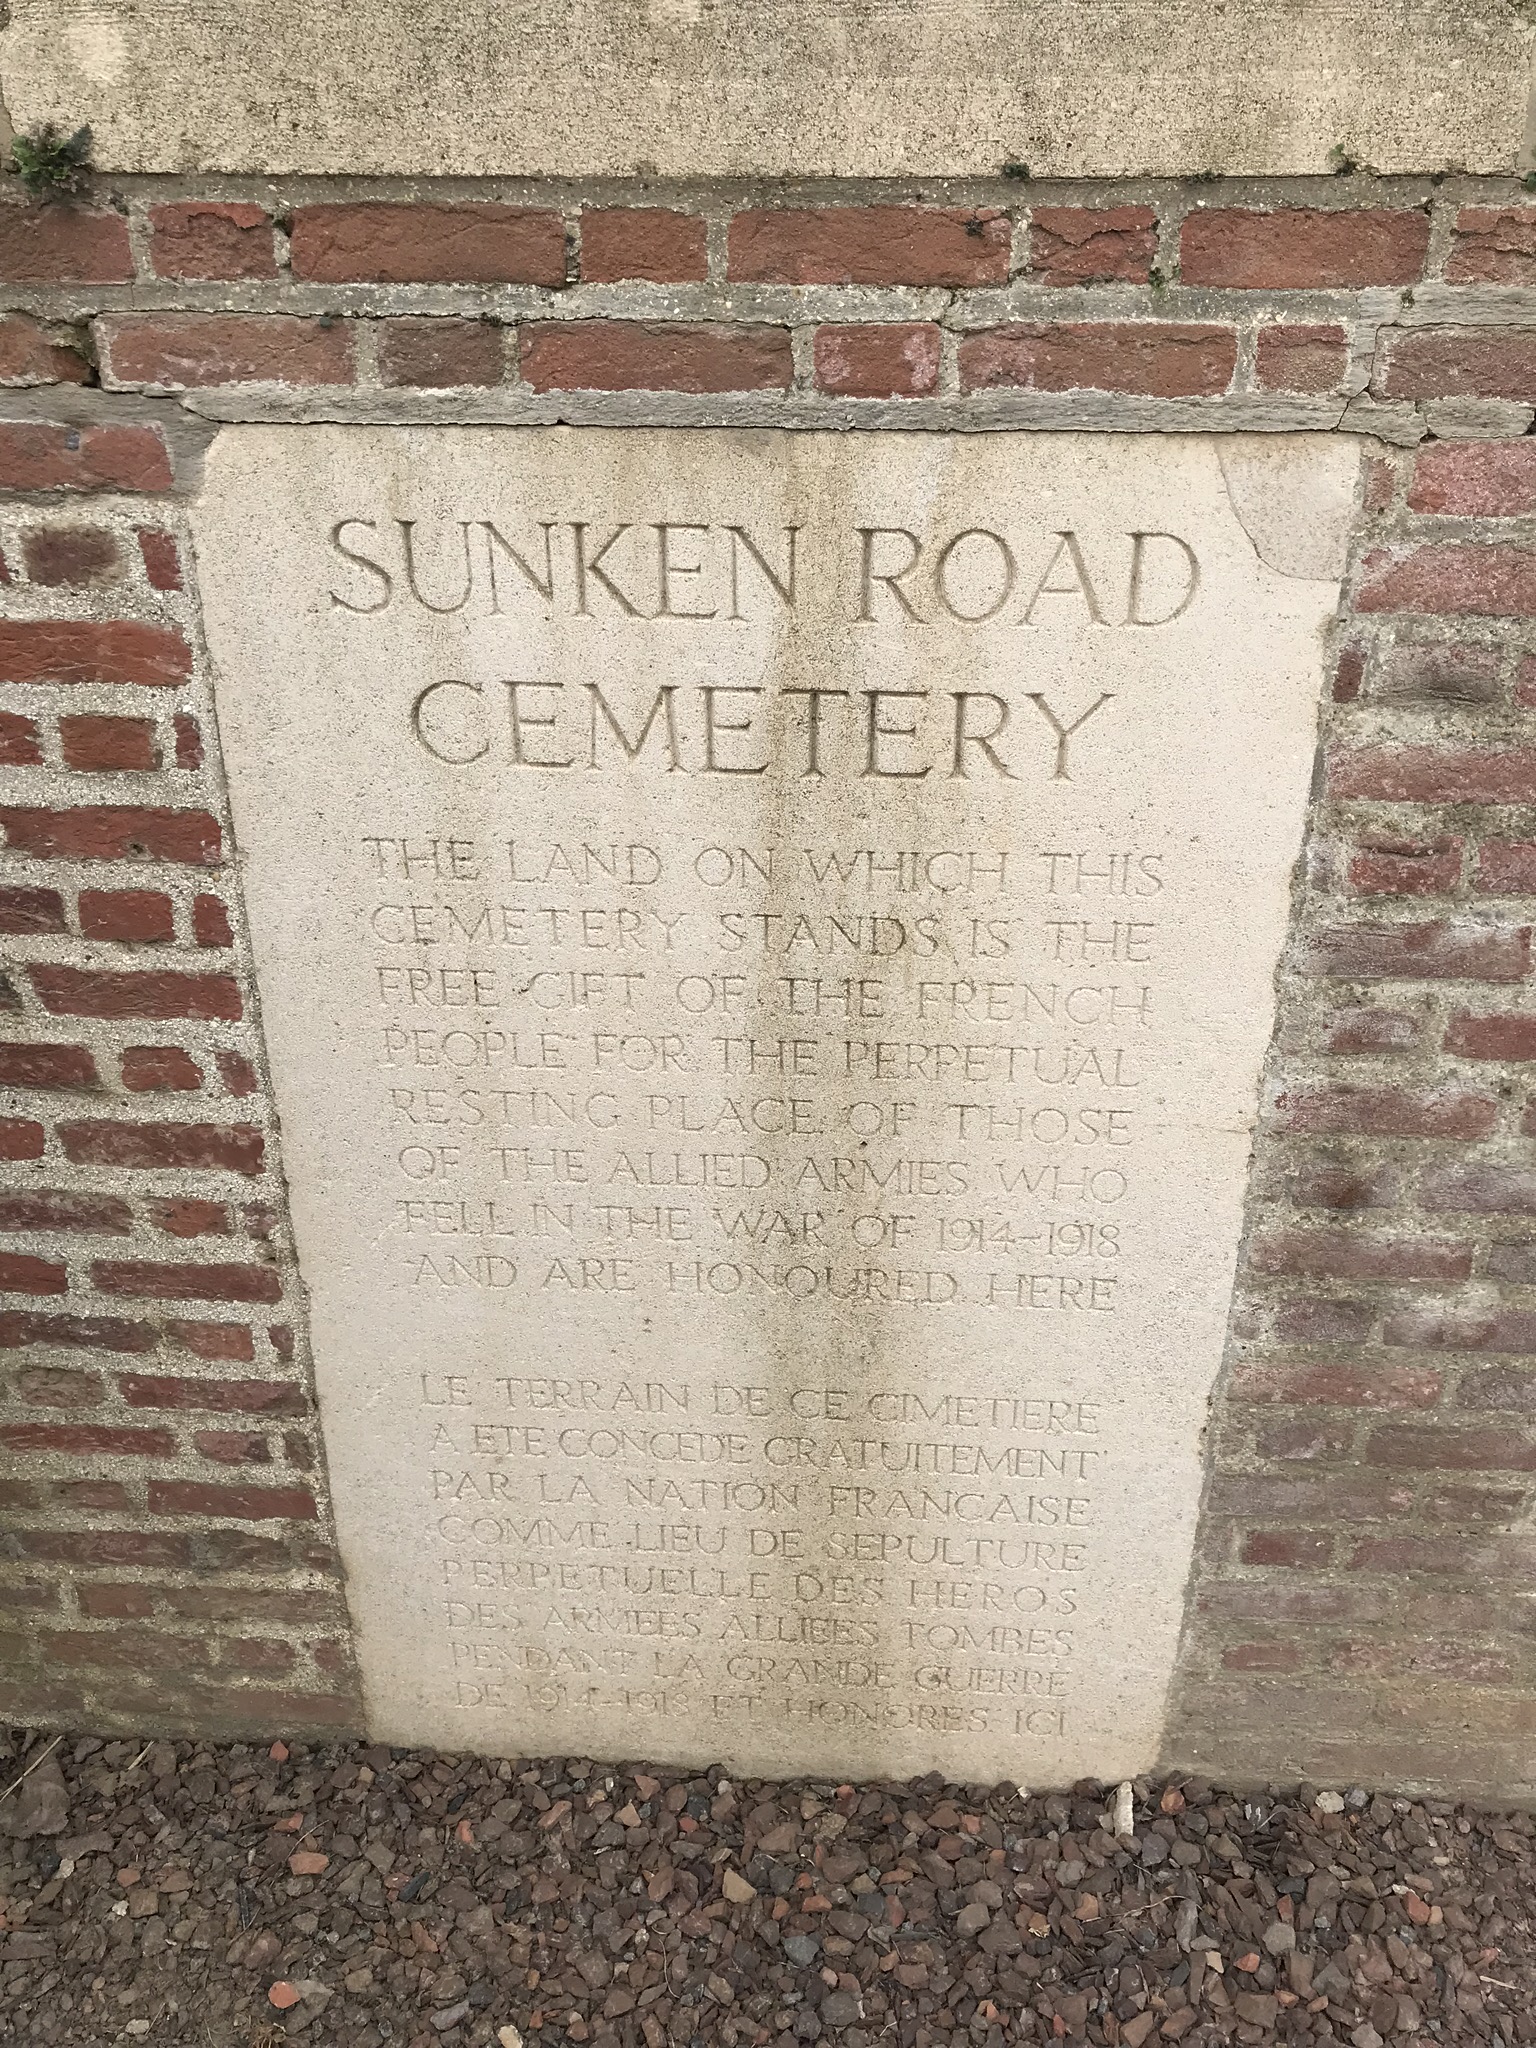 SUNKEN ROAD
CEMETERY
THE LAND ON WHICH THIS
CEMETERY STANDS IS THE
FREE GIFT OF THE FRENCH
PEOPLE FOR THE PERPETUAL
RESTING PLACE OF THOSE
OF THE ALLIED ARMIES WHO
FELL IN THE WAR OF 1914-1918
AND ARE HONOURED HERE
LE TERRAIN DE CE CIMETIERE
A ETE CONCEDE GRATUITEMENT
PAR LA NATION FRANCAISE
COMME LIEU DE SEPULTURE
PERPETUELLE DES HEROS
DES ARMEES ALLIEES TOMBES
PENDANT LA GRANDE GUERRE
DE 1914-1918 ET HONORES ICI